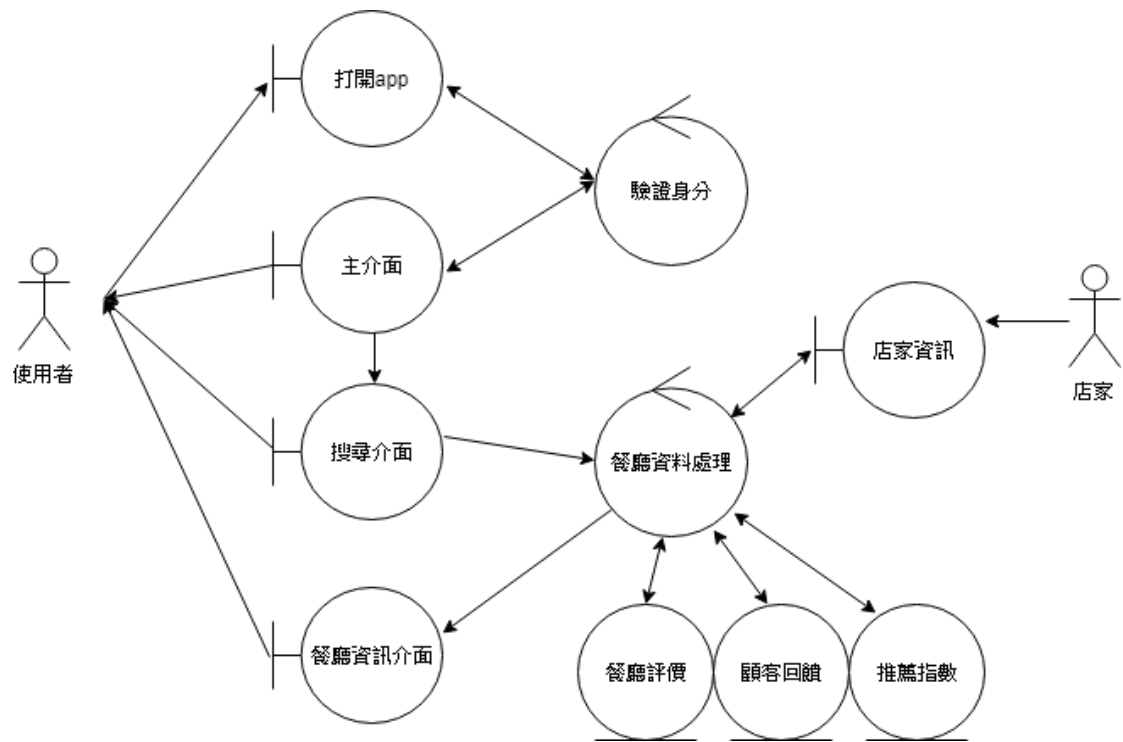 打開app
驗證身分
主介面
使用者
店家資訊
店家
搜尋介面
餐廳資料處理
餐廳資訊介面
餐廳評價
顧客回饋
推薦指數